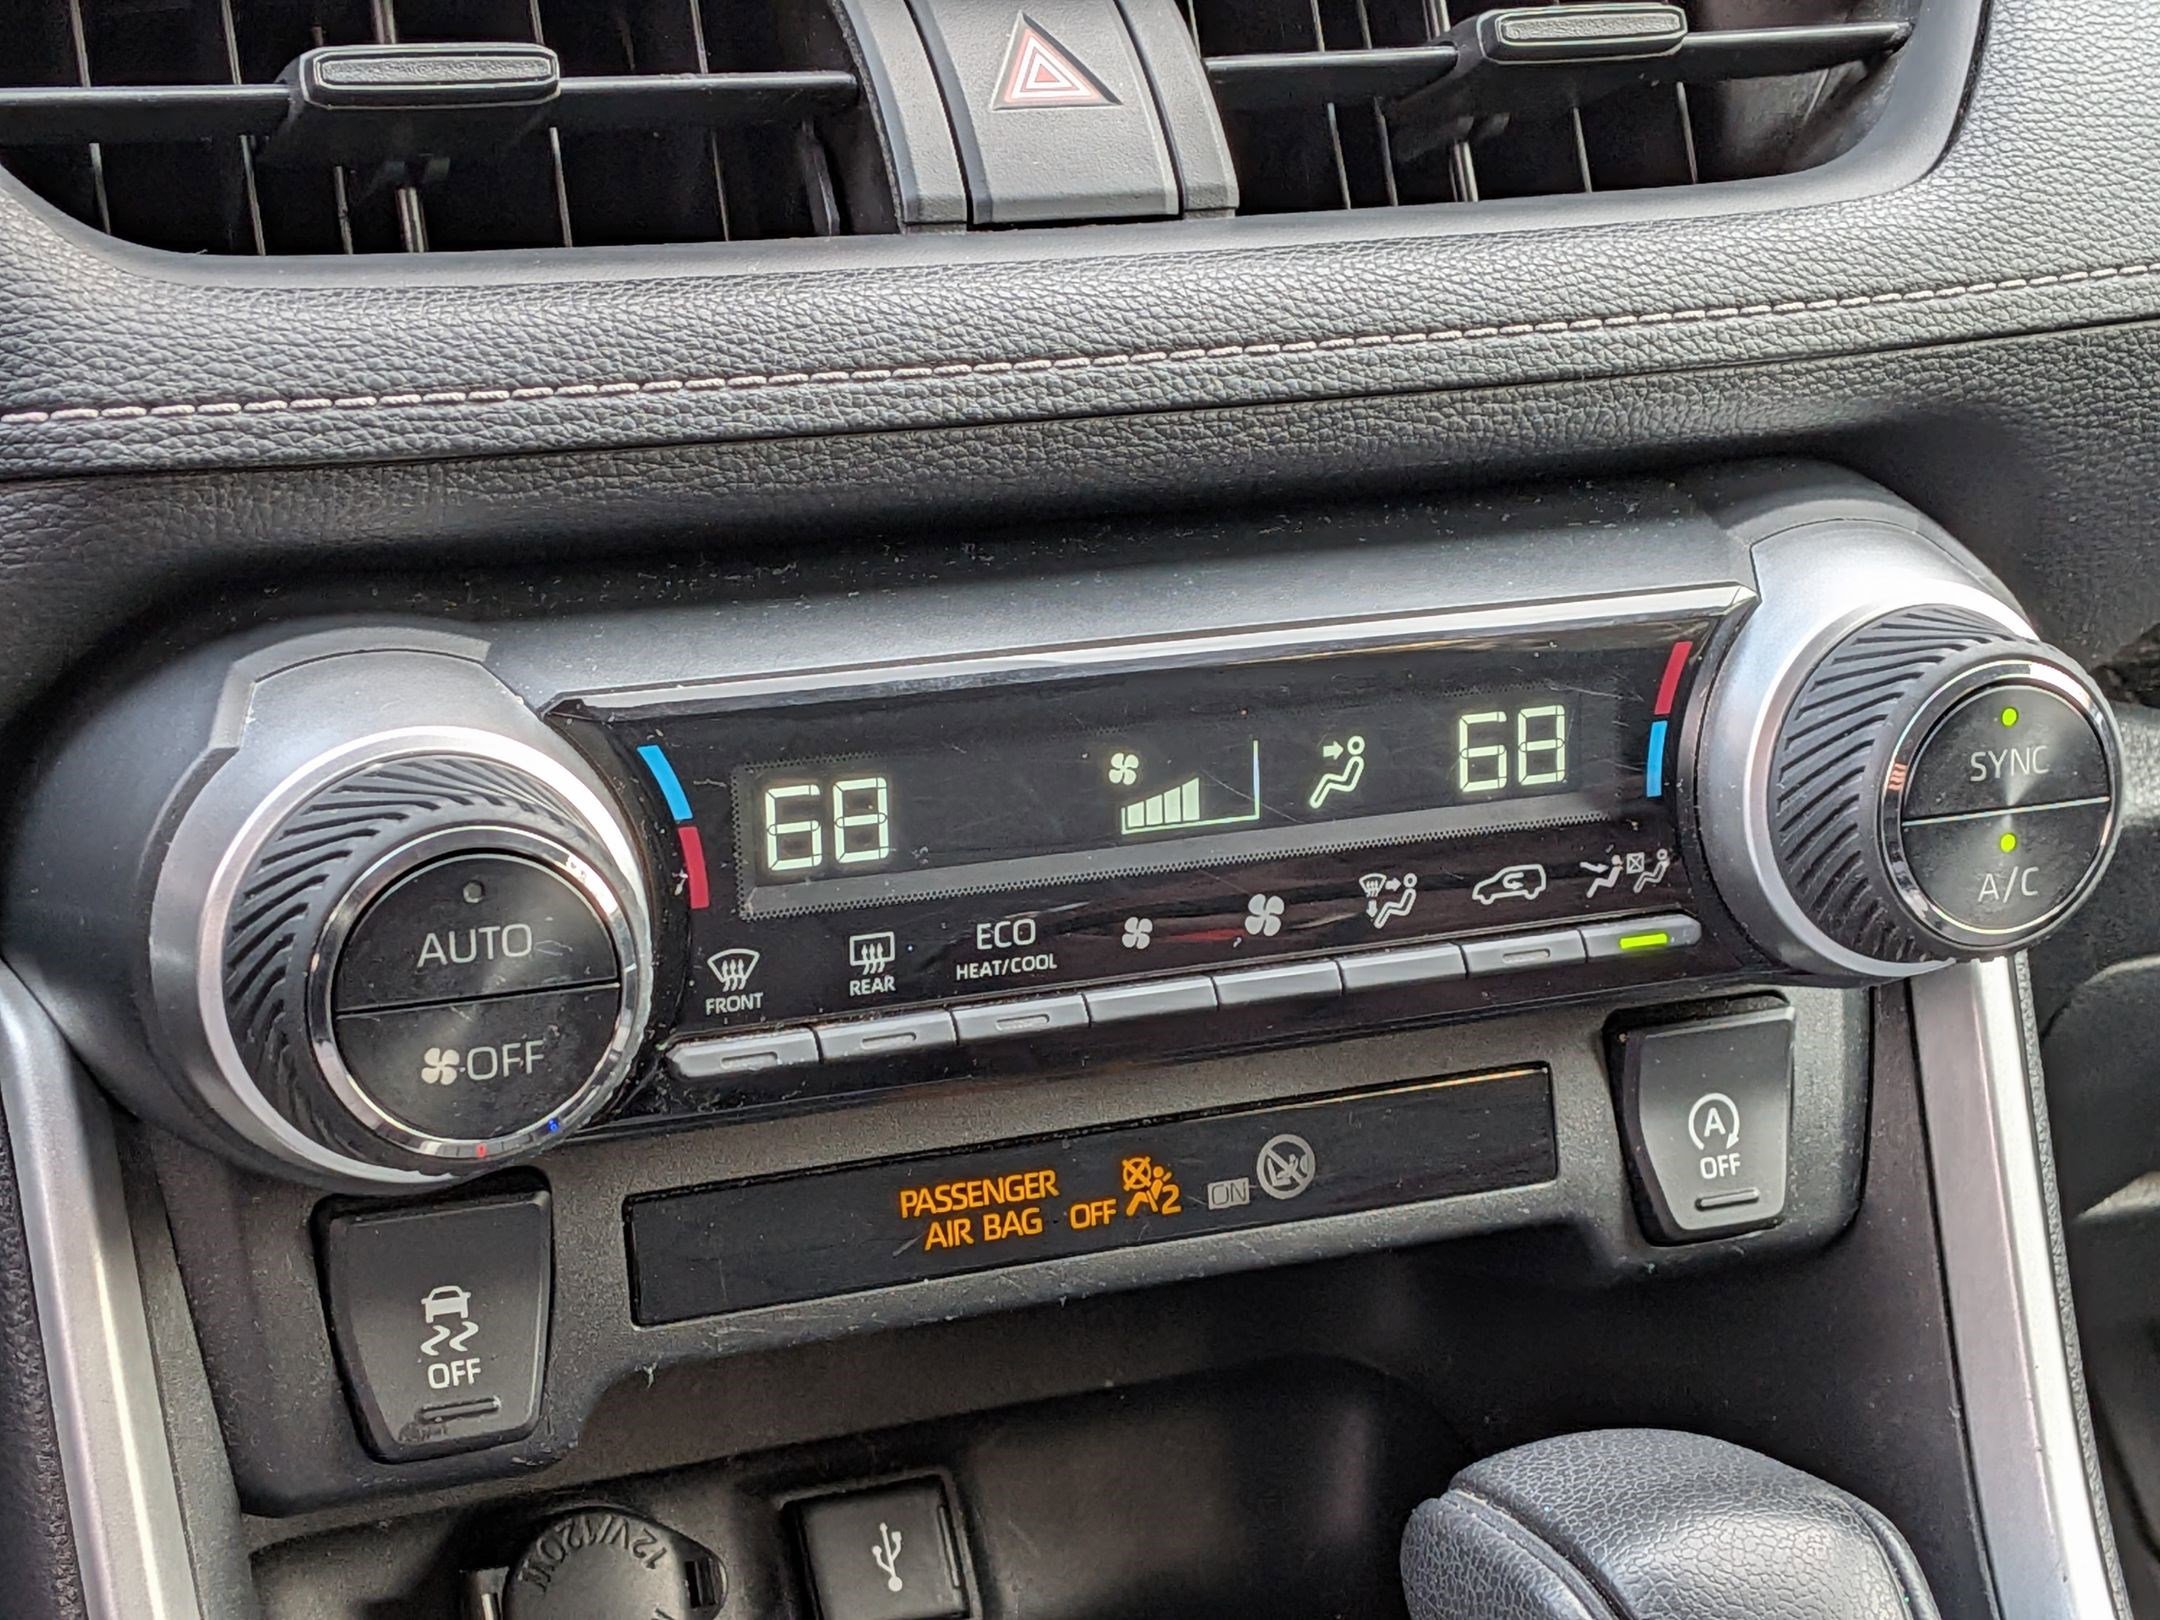 68
68
SYNC
A/C
AUTO
OFF
FRONT
REAR
ECO
HEAT/COOL
PASSENGER
AIR BAG
OFF
2
ON
A
OFF
OFF
12V/120W